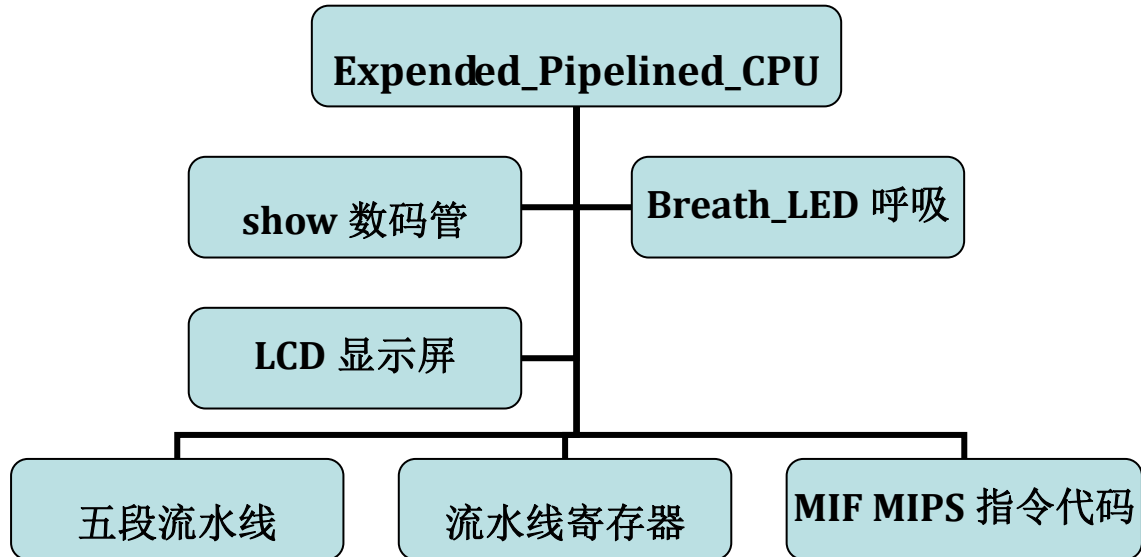 Expended_Pipelined_CPU
show 数码管
Breath_LED 呼吸
LCD 显示屏
五段流水线
流水线寄存器
MIF MIPS 指令代码